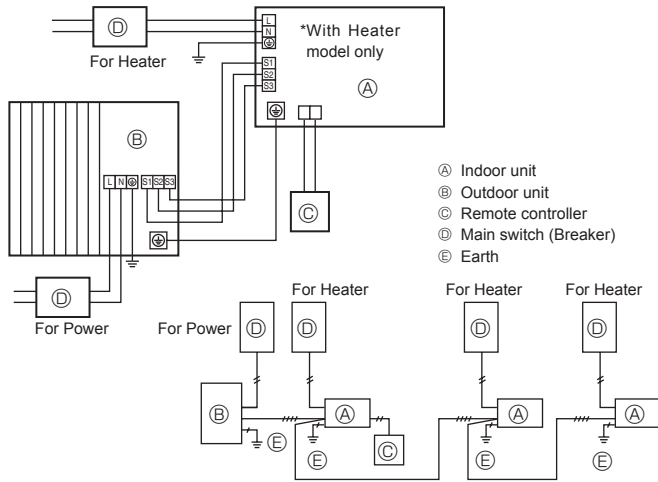 Ⓓ
For Heater
L
N
*With Heater
model only
S1
S2
S3
Ⓐ
Ⓑ
L N S1 S2 S3
Ⓒ
Ⓓ
For Power
Ⓐ Indoor unit
Ⓑ Outdoor unit
Ⓒ Remote controller
Ⓓ Main switch (Breaker)
Ⓔ Earth
For Heater
For Heater
For Heater
For Power
Ⓓ
Ⓓ
Ⓓ
Ⓓ
Ⓑ
Ⓐ
Ⓐ
Ⓐ
Ⓔ
Ⓒ
Ⓔ
Ⓔ
Ⓔ